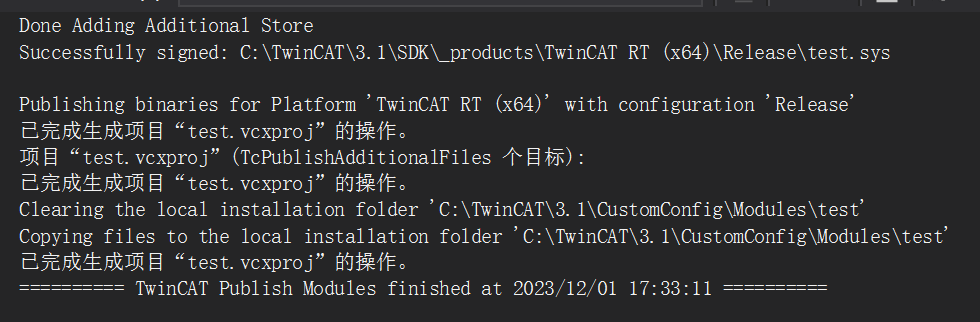 Done Adding Additional Store
Successfully signed: C:\TwinCAT\3.1\SDK\_products\TwinCAT RT (x64)\Release\test.sys
Publishing binaries for Platform 'TwinCAT RT (x64)' with configuration 'Release'
已完成生成项目“test.vcxproj”的操作。
项目“test.vcxproj”(TcPublishAdditionalFiles 个目标):
已完成生成项目“test.vcxproj”的操作。
Clearing the local installation folder 'C:\TwinCAT\3.1\CustomConfig\Modules\test'
Copying files to the local installation folder 'C:\TwinCAT\3.1\CustomConfig\Modules\test'
已完成生成项目“test.vcxproj”的操作。
========== TwinCAT Publish Modules finished at 2023/12/01 17:33:11 ==========